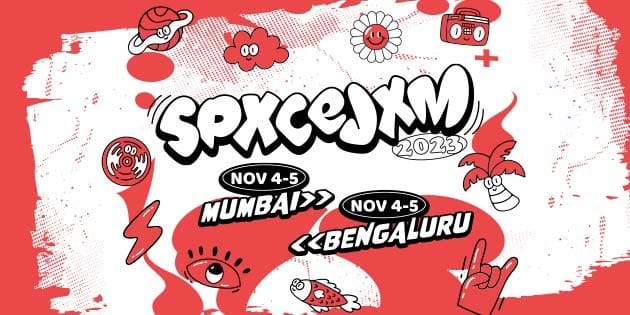 SPXCEJXM
2023
NOV 4-5
MUMBAI>>
NOV 4-5
<<BENGALURU